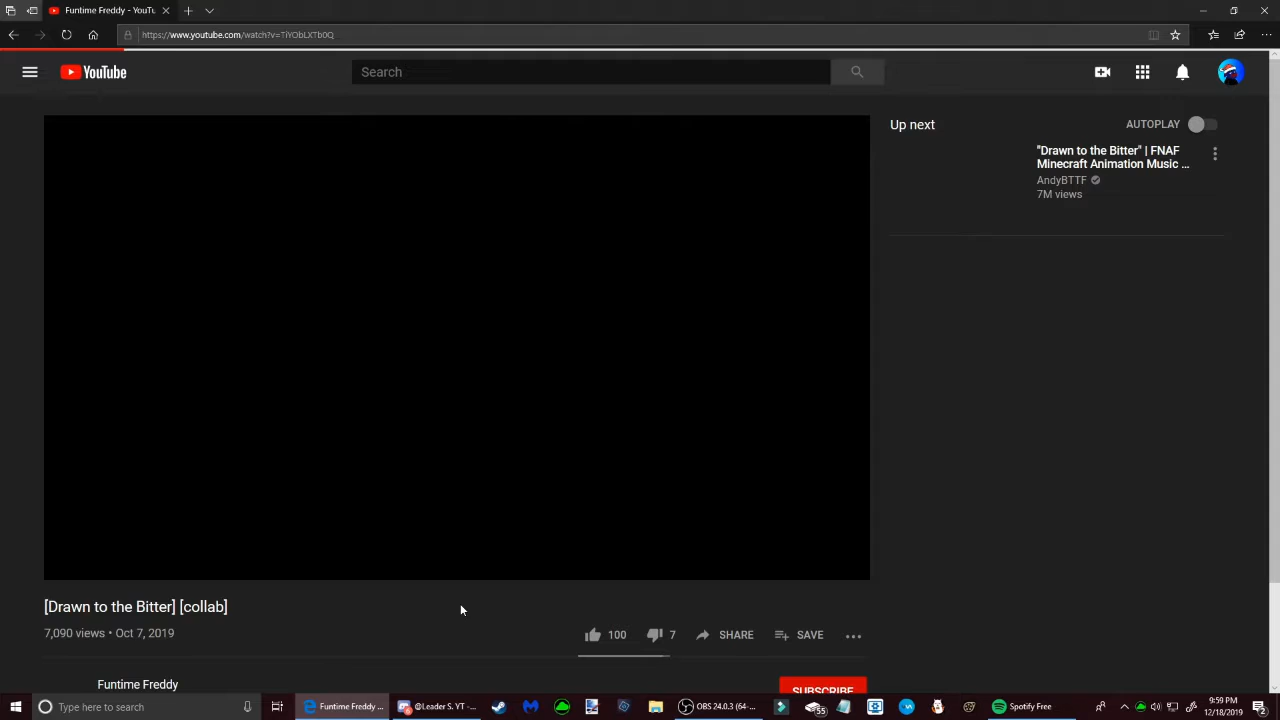 Funtime Freddy - YouTu
https://www.youtube.com/watch?v=TiYObLXTb0Q
YouTube
Search
Up next
AUTOPLAY
"Drawn to the Bitter" | FNAF
Minecraft Animation Music ...
AndyBTTF
7M views
[Drawn to the Bitter] [collab]
7,090 views • Oct 7, 2019
100
7
SHARE
SAVE
Funtime Freddy
SUBSCRIBE
Type here to search
Funtime Freddy ...
@Leader S. YT -...
OBS 24.0.3 (64-...
55
Spotify Free
9:59 PM
12/18/2019
2